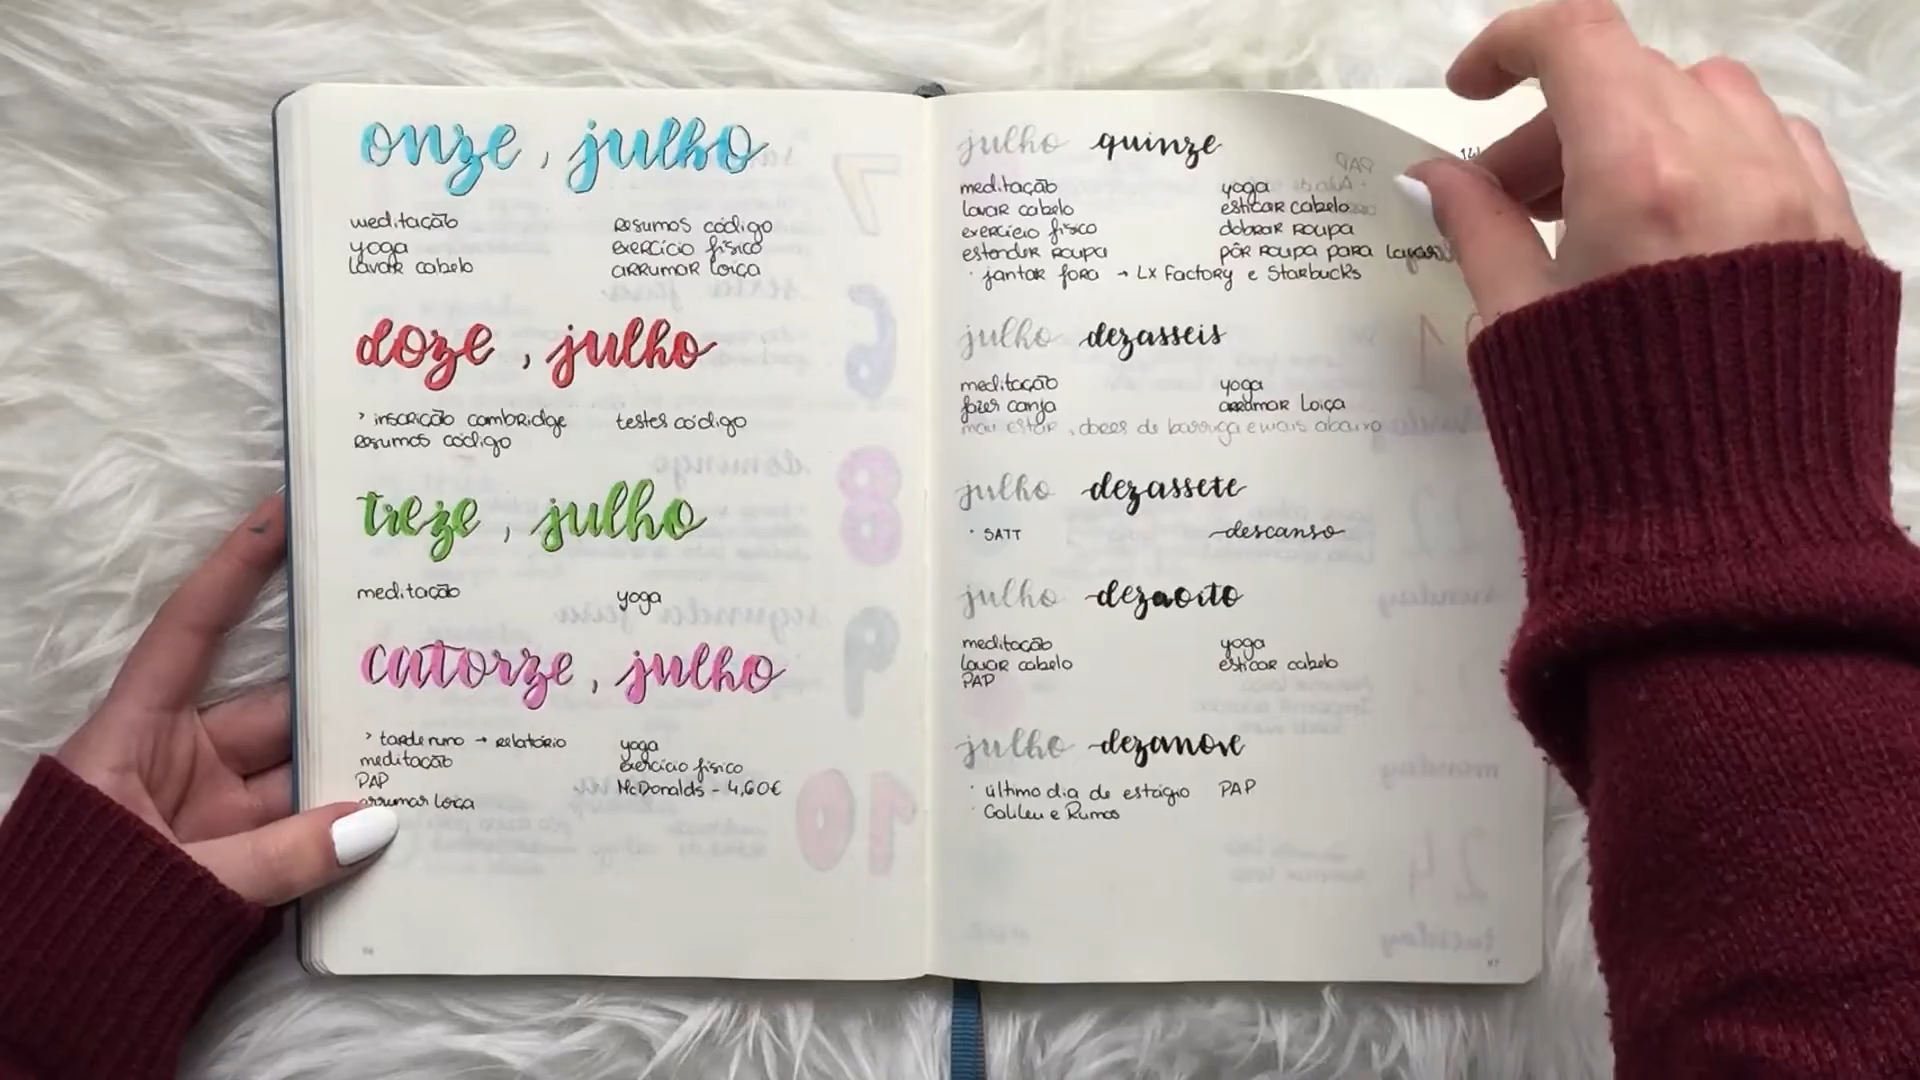 onze, julho
meditação
yoga
lavar cabelo
resumos código
exercício físico
arrumar loiça
doze, julho
> inscrição cambridge
resumos código
testes código
treze, julho
meditação
yoga
catorze, julho
> tarde nuno → relatório
meditação
PAP
arrumar loiça
yoga
exercício físico
McDonalds - 4,60€
julho quinze
meditação
lavar cabelo
exercício físico
estender roupa
yoga
esticar cabelo
dobrar roupa
pôr roupa para lavar
· jantar fora → LX Factory e Starbucks
julho dezasseis
meditação
fazer canja
yoga
arrumar loiça
mau estar, dores de barriga e mais abaixo
julho dezassete
· SATT
descanso
julho dezaoito
meditação
lavar cabelo
PAP
yoga
esticar cabelo
julho dezanove
· último dia de estágio
· Galileu e Rumos
PAP